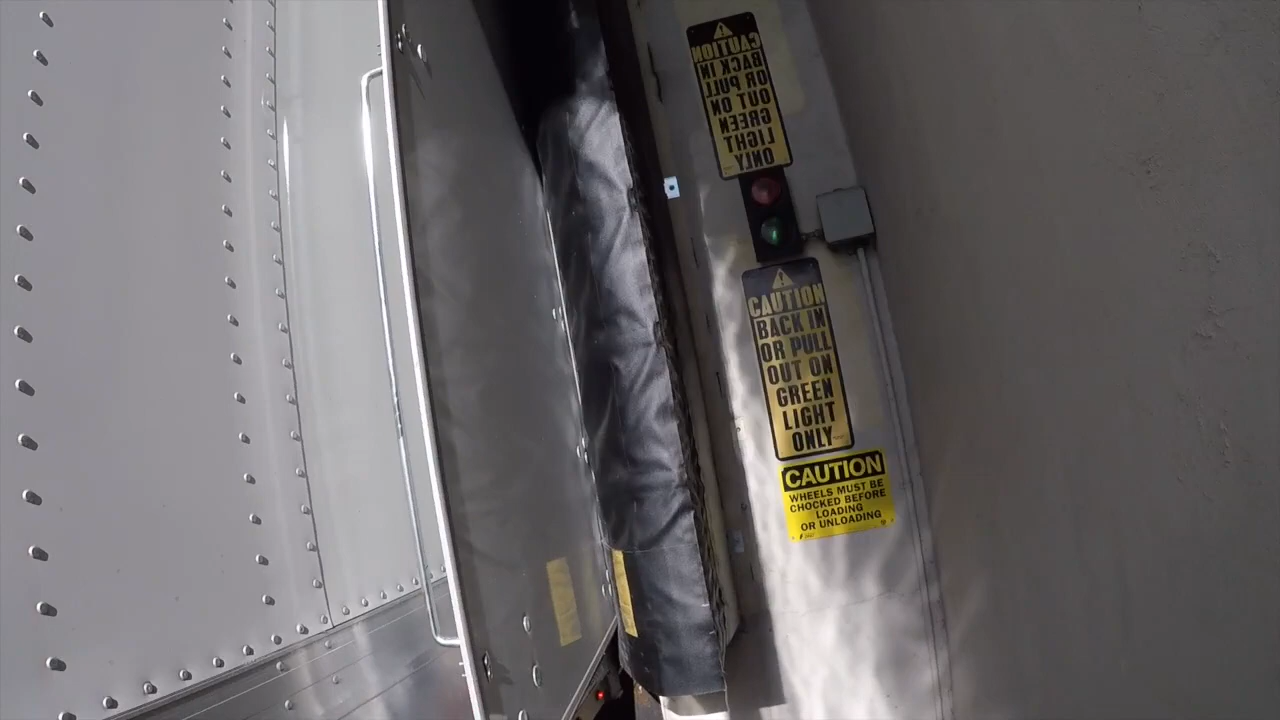 CAUTION
BACK IN
OR PULL
OUT ON
GREEN
LIGHT
ONLY
CAUTION
BACK IN
OR PULL
OUT ON
GREEN
LIGHT
ONLY
CAUTION
WHEELS MUST BE
CHOCKED BEFORE
LOADING
OR UNLOADING